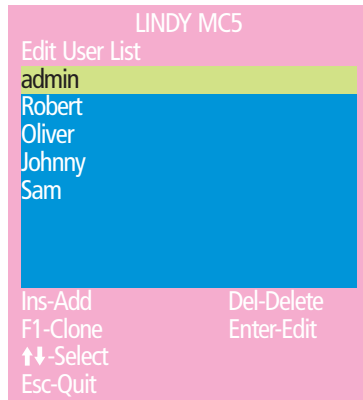 LINDY MC5
Edit User List
admin
Robert
Oliver
Johnny
Sam
Ins-Add Del-Delete
F1-Clone Enter-Edit
⬆⬇-Select
Esc-Quit